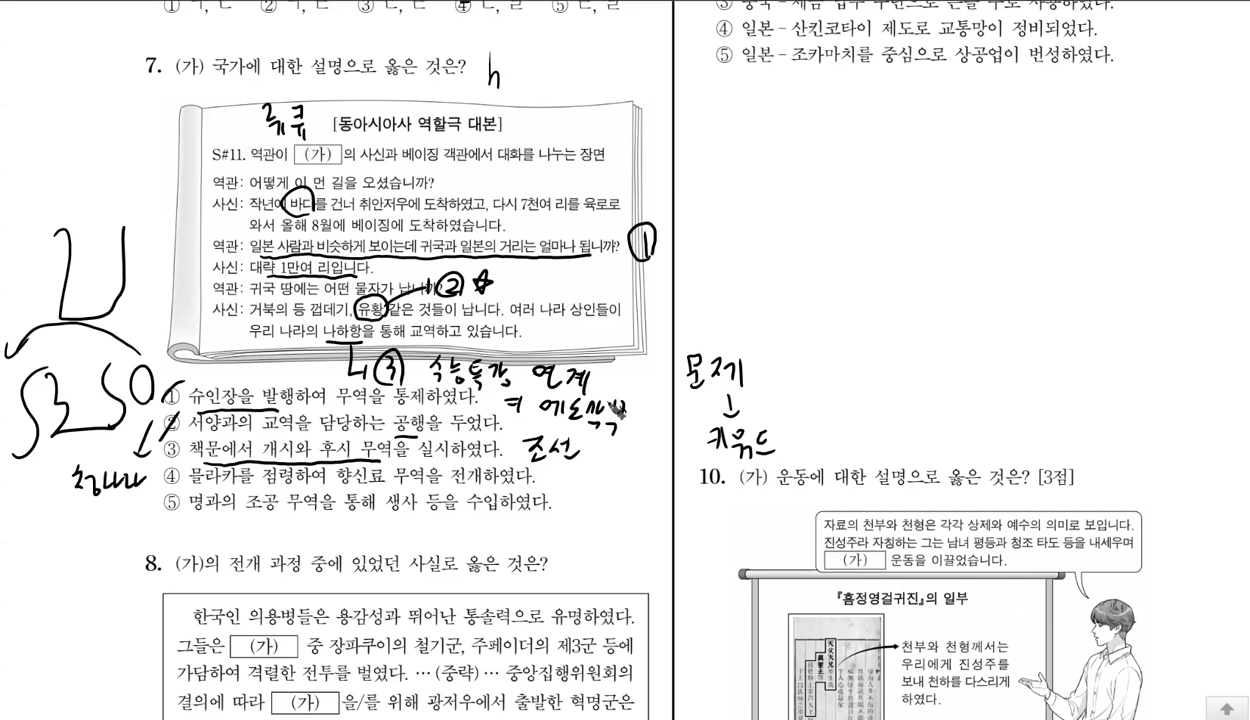 ④ 일본 – 산킨코타이 제도로 교통망이 정비되었다.
⑤ 일본 – 조카마치를 중심으로 상공업이 번성하였다.
7. (가) 국가에 대한 설명으로 옳은 것은?
h
류큐
[동아시아사 역할극 대본]
S#11. 역관이 (가) 의 사신과 베이징 객관에서 대화를 나누는 장면
역관: 어떻게 이 먼 길을 오셨습니까?
사신: 작년에 바다를 건너 취안저우에 도착하였고, 다시 7천여 리를 육로로
와서 올해 8월에 베이징에 도착하였습니다.
역관: 일본 사람과 비슷하게 보이는데 귀국과 일본의 거리는 얼마나 됩니까?
①
사신: 대략 1만여 리입니다.
역관: 귀국 땅에는 어떤 물자가 납니까?
②
사신: 거북의 등 껍데기, 유황 같은 것들이 납니다. 여러 나라 상인들이
우리 나라의 나하항을 통해 교역하고 있습니다.
③ 수능특강 연계
① 슈인장을 발행하여 무역을 통제하였다.
에도막부
② 서양과의 교역을 담당하는 공행을 두었다.
청나라
③ 책문에서 개시와 후시 무역을 실시하였다.
조선
④ 믈라카를 점령하여 향신료 무역을 전개하였다.
⑤ 명과의 조공 무역을 통해 생사 등을 수입하였다.
8. (가)의 전개 과정 중에 있었던 사실로 옳은 것은?
한국인 의용병들은 용감성과 뛰어난 통솔력으로 유명하였다.
그들은 (가) 중 장파쿠이의 철기군, 주페이더의 제3군 등에
가담하여 격렬한 전투를 벌였다. …(중략)… 중앙집행위원회의
결의에 따라 (가) 을/를 위해 광저우에서 출발한 혁명군은
문제
↓
키워드
10. (가) 운동에 대한 설명으로 옳은 것은? [3점]
자료의 천부와 천형은 각각 상제와 예수의 의미로 보입니다.
진성주라 자칭하는 그는 남녀 평등과 청조 타도 등을 내세우며
(가) 운동을 이끌었습니다.
『흠정영걸귀진』의 일부
천부와 천형께서는
우리에게 진성주를
보내 천하를 다스리게
하였다.